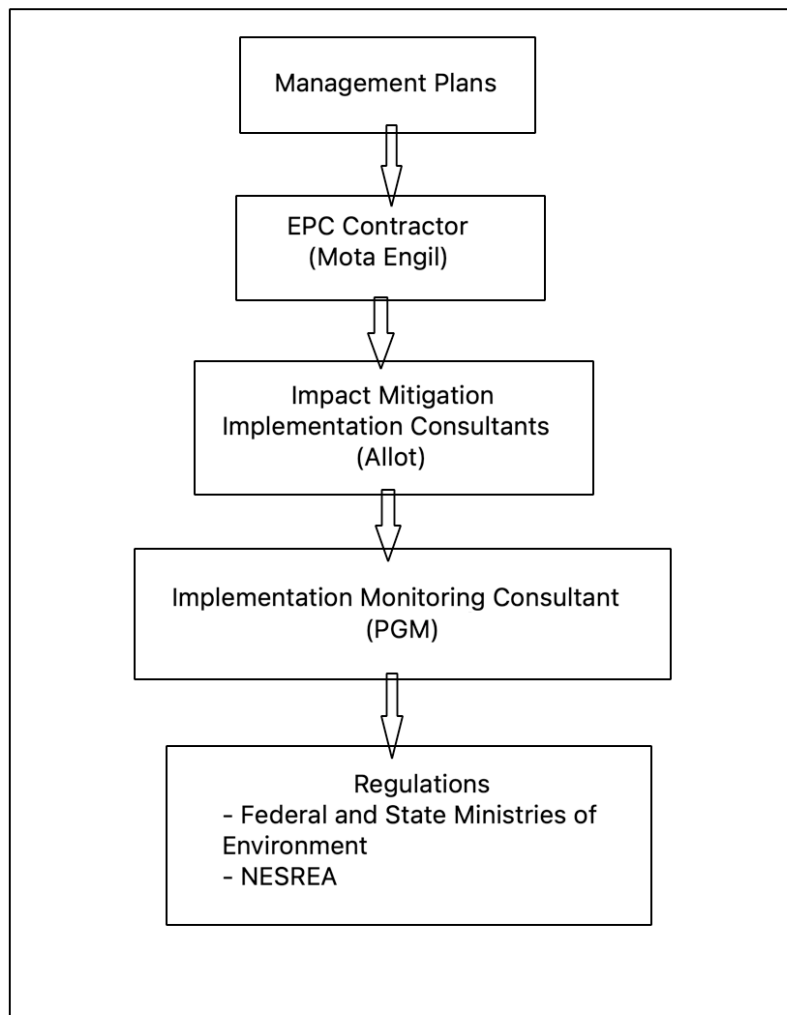 Management Plans
EPC Contractor
(Mota Engil)
Impact Mitigation
Implementation Consultants
(Allot)
Implementation Monitoring Consultant
(PGM)
Regulations
- Federal and State Ministries of
Environment
- NESREA